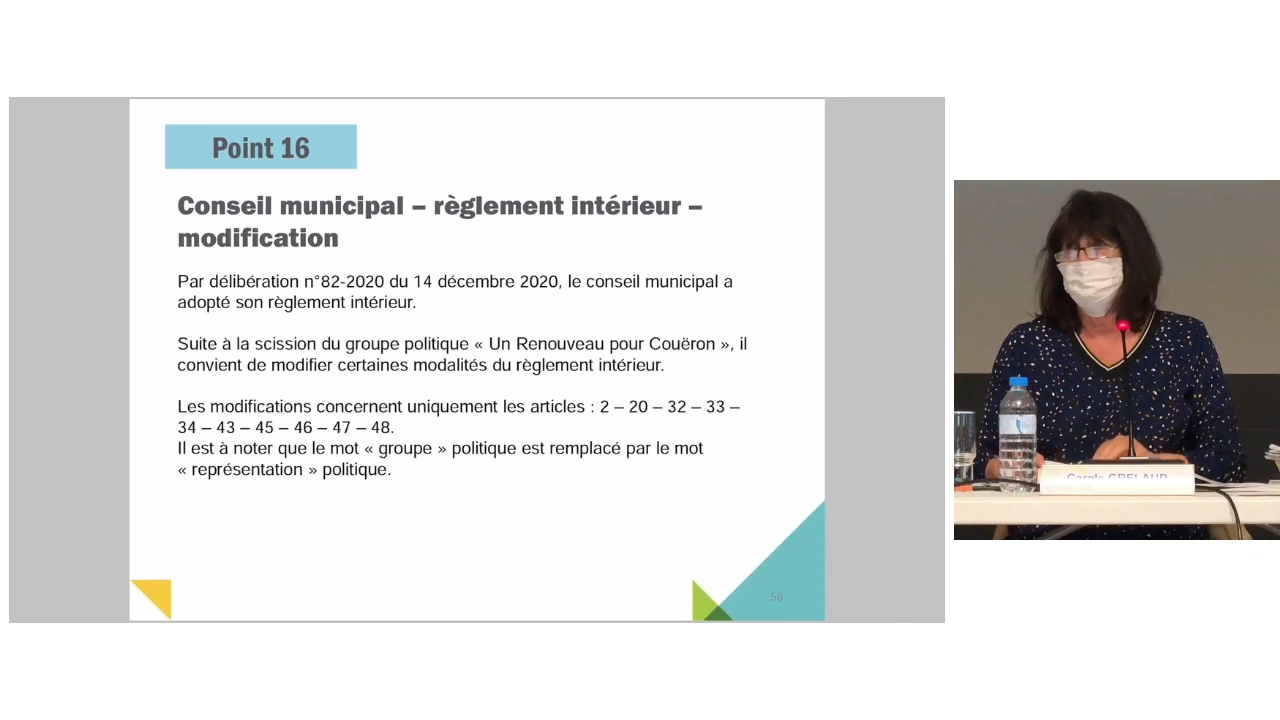 Point 16
Conseil municipal – règlement intérieur –
modification
Par délibération n°82-2020 du 14 décembre 2020, le conseil municipal a
adopté son règlement intérieur.
Suite à la scission du groupe politique « Un Renouveau pour Couëron », il
convient de modifier certaines modalités du règlement intérieur.
Les modifications concernent uniquement les articles : 2 – 20 – 32 – 33 –
34 – 43 – 45 – 46 – 47 – 48.
Il est à noter que le mot « groupe » politique est remplacé par le mot
« représentation » politique.
58
Carole GRELAUD